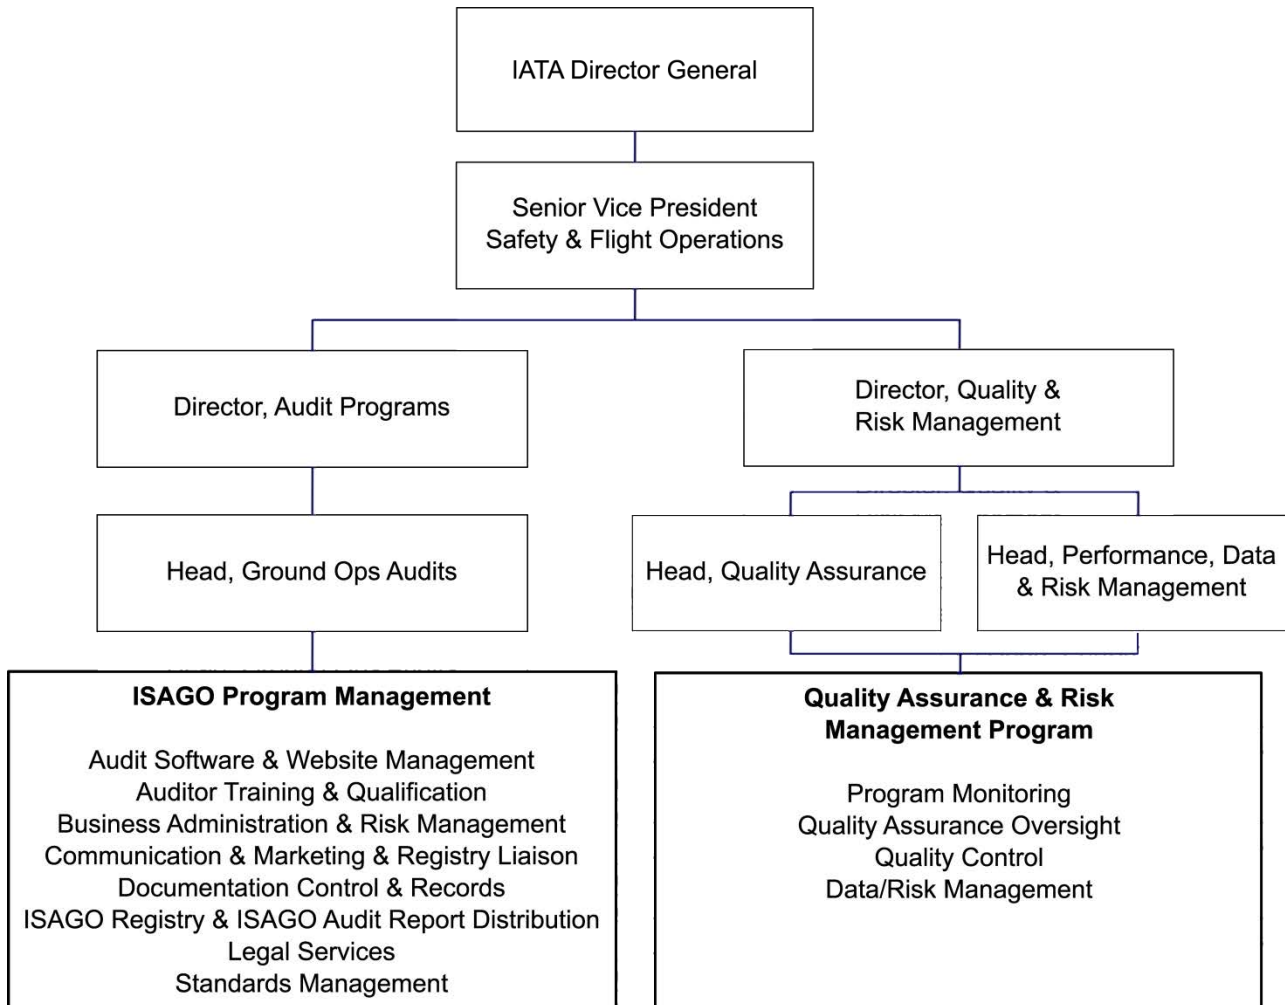 IATA Director General
Senior Vice President
Safety & Flight Operations
Director, Audit Programs
Director, Quality &
Risk Management
Head, Ground Ops Audits
Head, Quality Assurance
Head, Performance, Data
& Risk Management
ISAGO Program Management
Audit Software & Website Management
Auditor Training & Qualification
Business Administration & Risk Management
Communication & Marketing & Registry Liaison
Documentation Control & Records
ISAGO Registry & ISAGO Audit Report Distribution
Legal Services
Standards Management
Quality Assurance & Risk
Management Program
Program Monitoring
Quality Assurance Oversight
Quality Control
Data/Risk Management